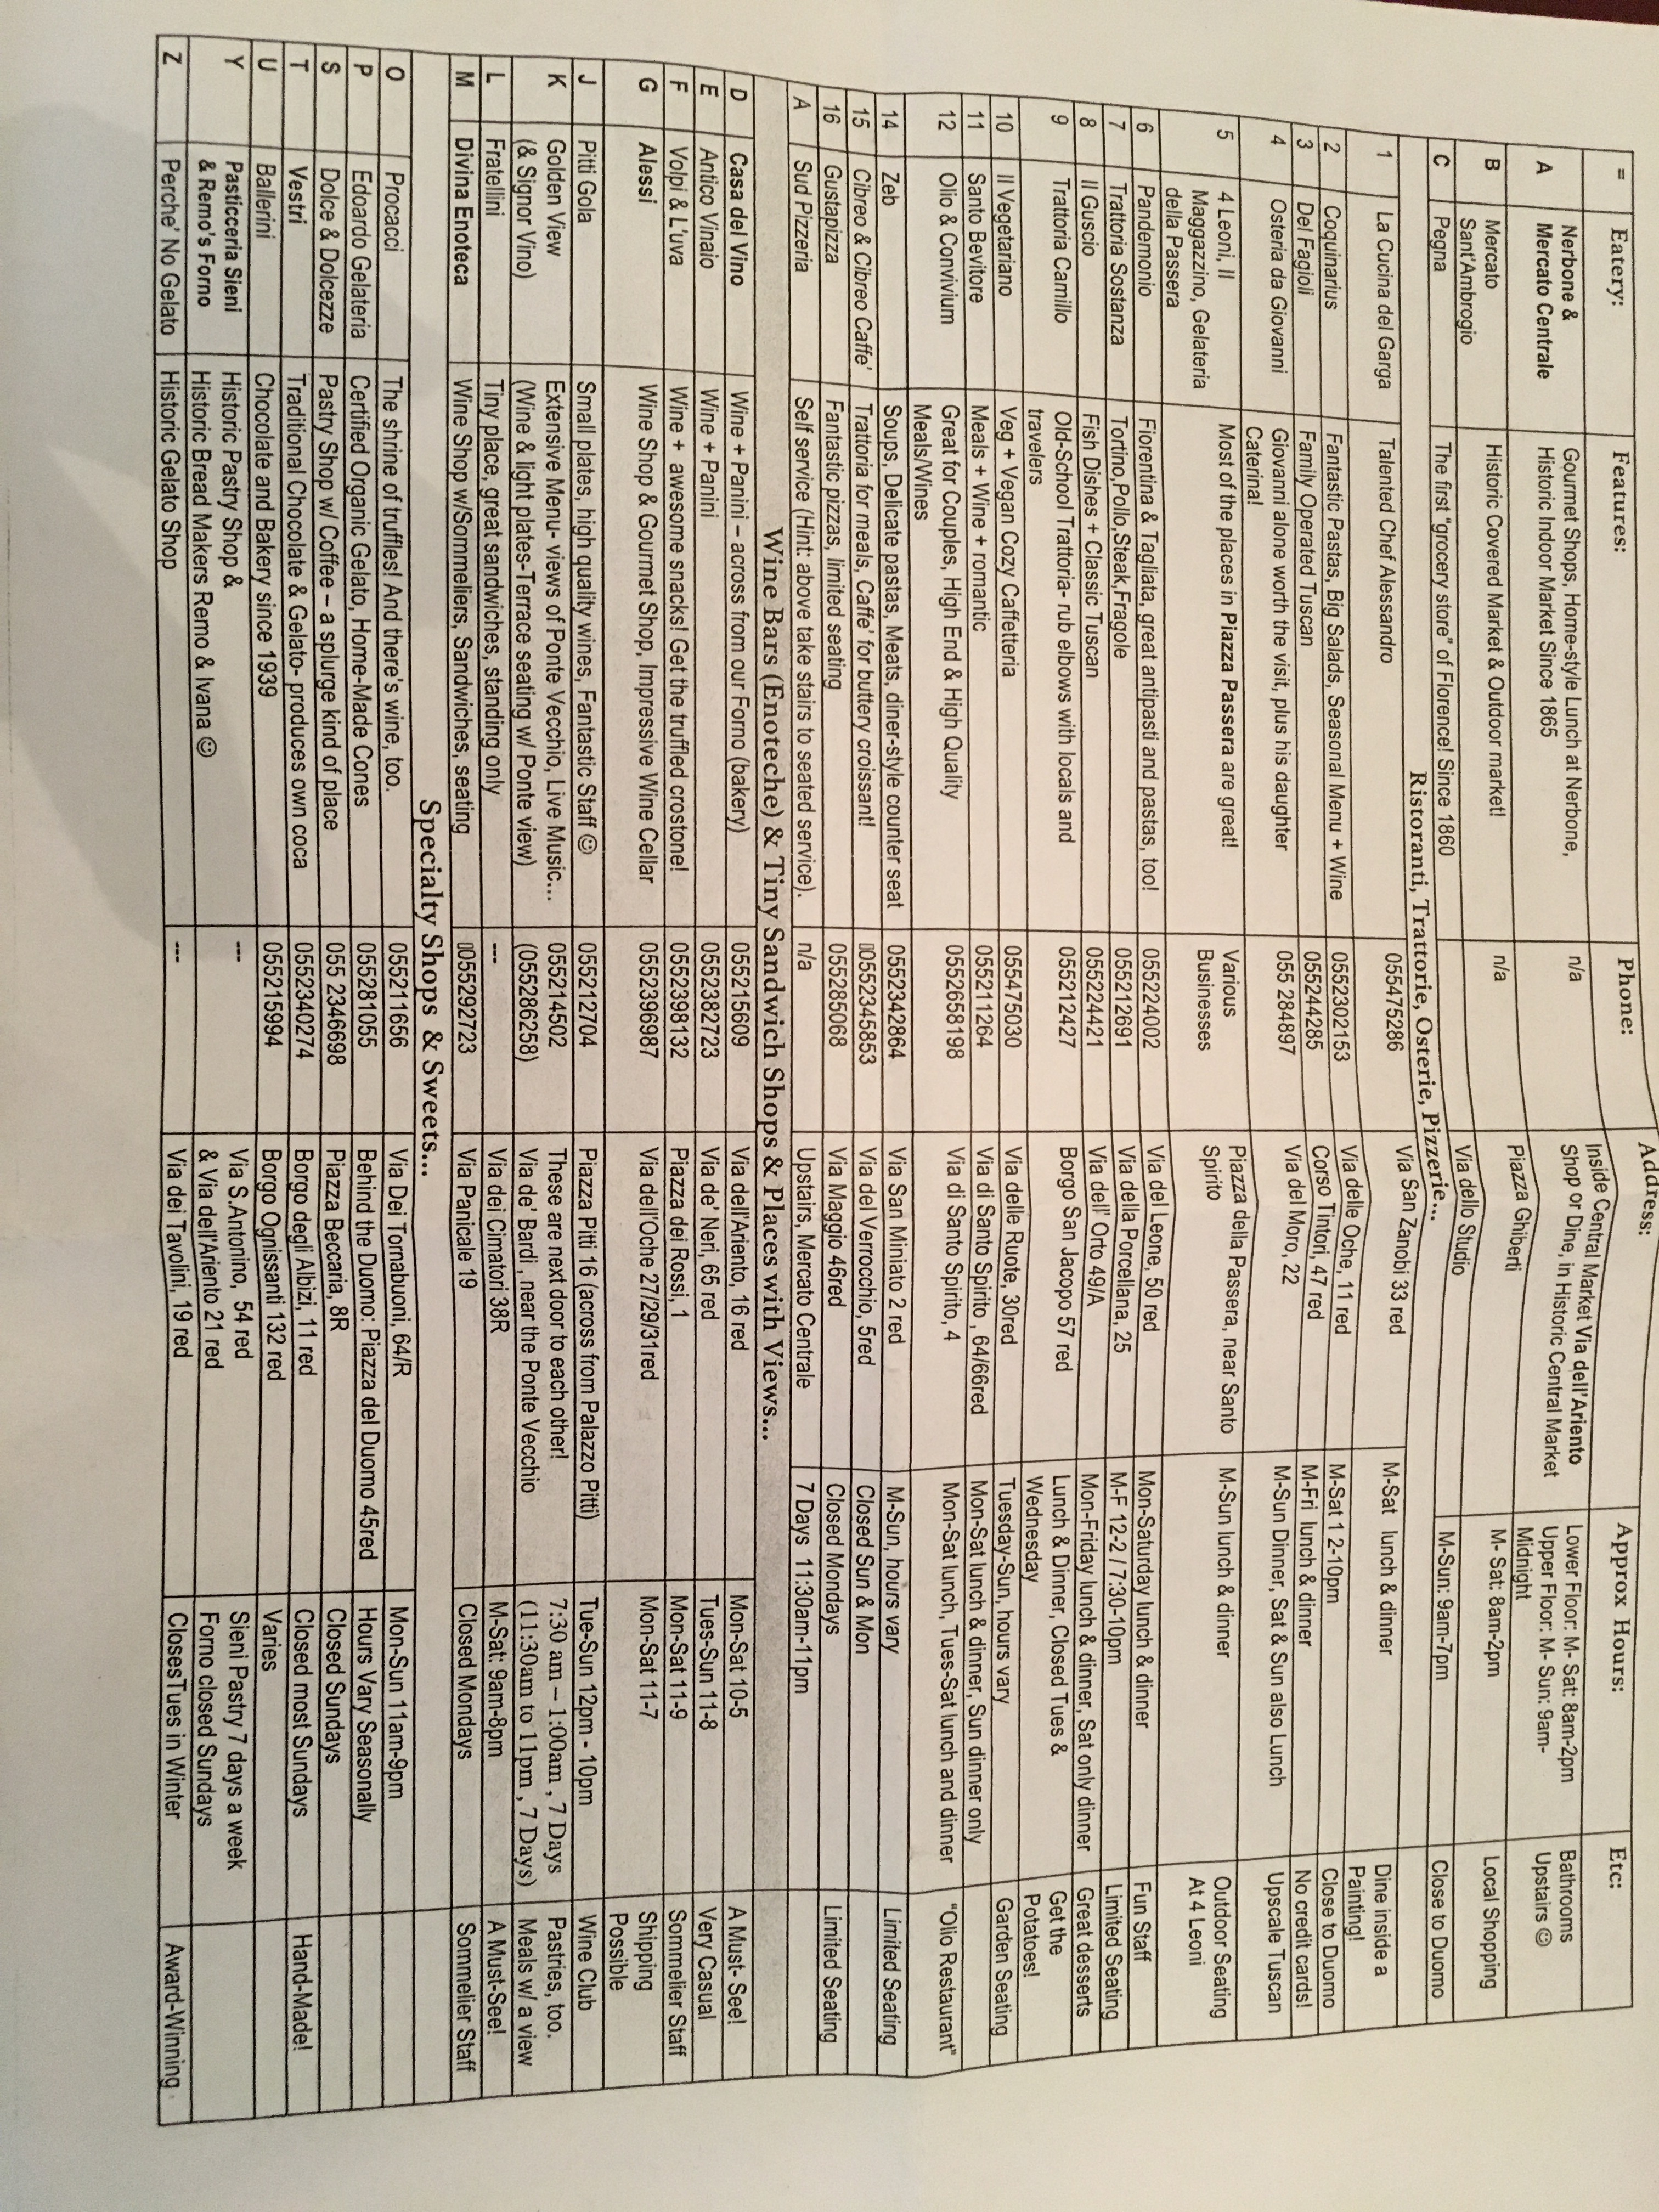 = Eatery: Features: Phone: Address: Approx Hours: Etc:
A Nerbone & Gourmet Shops, Home-style Lunch at Nerbone, n/a Inside Central Market Via dell'Ariento Lower Floor: M- Sat: 8am-2pm Bathrooms
Mercato Centrale Historic Indoor Market Since 1865 Shop or Dine, in Historic Central Market Upper Floor: M- Sun: 9am- Upstairs ☺
Midnight
B Mercato Historic Covered Market & Outdoor market! n/a Piazza Ghiberti M- Sat: 8am-2pm Local Shopping
Sant'Ambrogio
C Pegna The first "grocery store" of Florence! Since 1860 Via dello Studio M-Sun: 9am-7pm Close to Duomo
Ristoranti, Trattorie, Osterie, Pizzerie...
1 La Cucina del Garga Talented Chef Alessandro 055475286 Via San Zanobi 33 red M-Sat lunch & dinner Dine inside a
Painting!
2 Coquinarius Fantastic Pastas, Big Salads, Seasonal Menu + Wine 0552302153 Via delle Oche, 11 red M-Sat 1 2-10pm Close to Duomo
3 Del Fagioli Family Operated Tuscan 055244285 Corso Tintori, 47 red M-Fri lunch & dinner No credit cards!
4 Osteria da Giovanni Giovanni alone worth the visit, plus his daughter 055 284897 Via del Moro, 22 M-Sun Dinner, Sat & Sun also Lunch Upscale Tuscan
Caterina!
5 4 Leoni, Il Most of the places in Piazza Passera are great! Various Piazza della Passera, near Santo M-Sun lunch & dinner Outdoor Seating
Maggazzino, Gelateria Businesses Spirito At 4 Leoni
della Passera
6 Pandemonio Fiorentina & Tagliata, great antipasti and pastas, too! 055224002 Via del Leone, 50 red Mon-Saturday lunch & dinner Fun Staff
7 Trattoria Sostanza Tortino,Pollo,Steak,Fragole 055212691 Via della Porcellana, 25 M-F 12-2 / 7:30-10pm Limited Seating
8 Il Guscio Fish Dishes + Classic Tuscan 055224421 Via dell' Orto 49/A Mon-Friday lunch & dinner, Sat only dinner Great desserts
9 Trattoria Camillo Old-School Trattoria- rub elbows with locals and 055212427 Borgo San Jacopo 57 red Lunch & Dinner, Closed Tues & Get the
travelers Wednesday Potatoes!
10 Il Vegetariano Veg + Vegan Cozy Caffetteria 055475030 Via delle Ruote, 30red Tuesday-Sun, hours vary Garden Seating
11 Santo Bevitore Meals + Wine + romantic 055211264 Via di Santo Spirito , 64/66red Mon-Sat lunch & dinner, Sun dinner only
12 Olio & Convivium Great for Couples, High End & High Quality 0552658198 Via di Santo Spirito, 4 Mon-Sat lunch, Tues-Sat lunch and dinner "Olio Restaurant"
Meals/Wines
14 Zeb Soups, Delicate pastas, Meats, diner-style counter seat 0552342864 Via San Miniato 2 red M-Sun, hours vary Limited Seating
15 Cibreo & Cibreo Caffe' Trattoria for meals, Caffe' for buttery croissant! 0552345853 Via del Verrocchio, 5red Closed Sun & Mon
16 Gustapizza Fantastic pizzas, limited seating 055285068 Via Maggio 46red Closed Mondays Limited Seating
A Sud Pizzeria Self service (Hint: above take stairs to seated service). n/a Upstairs, Mercato Centrale 7 Days 11:30am-11pm
Wine Bars (Enoteche) & Tiny Sandwich Shops & Places with Views...
D Casa del Vino Wine + Panini – across from our Forno (bakery) 055215609 Via dell'Ariento, 16 red Mon-Sat 10-5 A Must- See!
E Antico Vinaio Wine + Panini 0552382723 Via de' Neri, 65 red Tues-Sun 11-8 Very Casual
F Volpi & L'uva Wine + awesome snacks! Get the truffled crostone! 0552398132 Piazza dei Rossi, 1 Mon-Sat 11-9 Sommelier Staff
G Alessi Wine Shop & Gourmet Shop, Impressive Wine Cellar 0552396987 Via dell'Oche 27/29/31red Mon-Sat 11-7 Shipping
Possible
J Pitti Gola Small plates, high quality wines, Fantastic Staff ☺ 055212704 Piazza Pitti 16 (across from Palazzo Pitti) Tue-Sun 12pm - 10pm Wine Club
K Golden View Extensive Menu- views of Ponte Vecchio, Live Music... 055214502 These are next door to each other! 7:30 am – 1:00am , 7 Days Pastries, too.
(& Signor Vino) (Wine & light plates-Terrace seating w/ Ponte view) (055286258) Via de' Bardi , near the Ponte Vecchio (11:30am to 11pm , 7 Days) Meals w/ a view
L Fratellini Tiny place, great sandwiches, standing only --- Via dei Cimatori 38R M-Sat: 9am-8pm A Must-See!
M Divina Enoteca Wine Shop w/Sommeliers, Sandwiches, seating 055292723 Via Panicale 19 Closed Mondays Sommelier Staff
Specialty Shops & Sweets...
O Procacci The shrine of truffles! And there's wine, too. 055211656 Via Dei Tornabuoni, 64/R Mon-Sun 11am-9pm
P Edoardo Gelateria Certified Organic Gelato, Home-Made Cones 055281055 Behind the Duomo: Piazza del Duomo 45red Hours Vary Seasonally
S Dolce & Dolcezze Pastry Shop w/ Coffee – a splurge kind of place 055 2346698 Piazza Beccaria, 8R Closed Sundays
T Vestri Traditional Chocolate & Gelato- produces own coca 0552340274 Borgo degli Albizi, 11 red Closed most Sundays Hand-Made!
U Ballerini Chocolate and Bakery since 1939 055215994 Borgo Ognissanti 132 red Varies
Y Pasticceria Sieni Historic Pastry Shop & --- Via S.Antonino, 54 red Sieni Pastry 7 days a week
& Remo's Forno Historic Bread Makers Remo & Ivana ☺ & Via dell'Ariento 21 red Forno closed Sundays
Z Perche' No Gelato Historic Gelato Shop --- Via dei Tavolini, 19 red ClosesTues in Winter Award-Winning